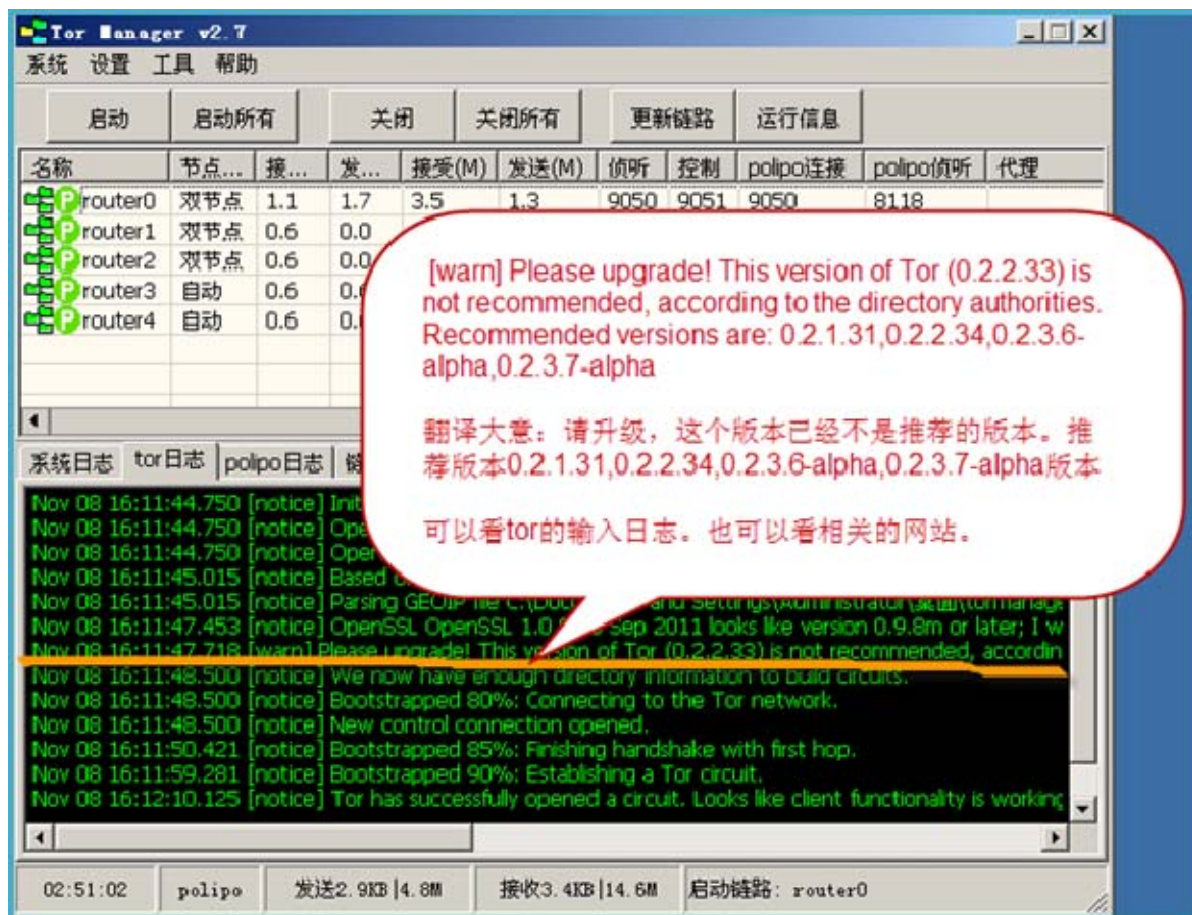 Tor Manager v2.7
系统 设置 工具 帮助
启动 启动所有 关闭 关闭所有 更新链路 运行信息
名称 节点... 接... 发... 接受(M) 发送(M) 侦听 控制 polipo连接 polipo侦听 代理
router0 双节点 1.1 1.7 3.5 1.3 9050 9051 9050 8118
router1 双节点 0.6 0.0
router2 双节点 0.6 0.0
router3 自动 0.6
router4 自动 0.6
[warn] Please upgrade! This version of Tor (0.2.2.33) is
not recommended, according to the directory authorities.
Recommended versions are: 0.2.1.31,0.2.2.34,0.2.3.6-
alpha,0.2.3.7-alpha
翻译大意：请升级，这个版本已经不是推荐的版本。推
荐版本0.2.1.31,0.2.2.34,0.2.3.6-alpha,0.2.3.7-alpha版本
可以看tor的输入日志。也可以看相关的网站。
系统日志 tor日志 polipo日志
Nov 08 16:11:44.750 [notice] Init
Nov 08 16:11:44.750 [notice] Ope
Nov 08 16:11:44.750 [notice] Open
Nov 08 16:11:45.015 [notice] Based
Nov 08 16:11:45.015 [notice] Parsing GEOIP file C:\Docu and Settings\Administrator\桌面\tormanage
Nov 08 16:11:47.453 [notice] OpenSSL OpenSSL 1.0 Sep 2011 looks like version 0.9.8m or later; I w
Nov 08 16:11:47.718 [warn] Please upgrade! This version of Tor (0.2.2.33) is not recommended, accordin
Nov 08 16:11:48.500 [notice] We now have enough directory information to build circuits.
Nov 08 16:11:48.500 [notice] Bootstrapped 80%: Connecting to the Tor network.
Nov 08 16:11:48.500 [notice] New control connection opened.
Nov 08 16:11:50.421 [notice] Bootstrapped 85%: Finishing handshake with first hop.
Nov 08 16:11:59.281 [notice] Bootstrapped 90%: Establishing a Tor circuit.
Nov 08 16:12:10.125 [notice] Tor has successfully opened a circuit. Looks like client functionality is working
02:51:02 polipo 发送2.9KB|4.8M 接收3.4KB|14.6M 启动链路: router0